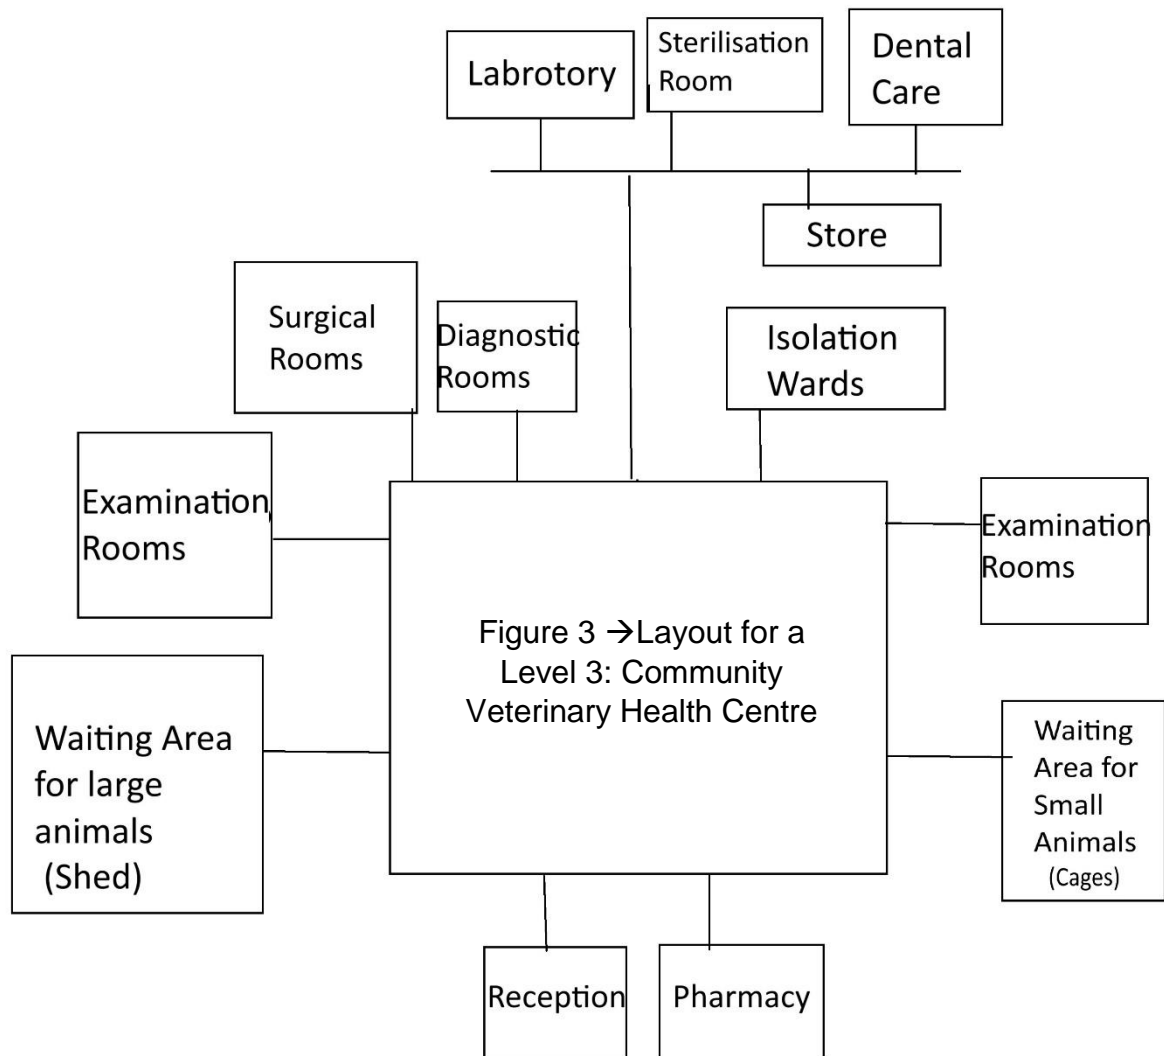 Labrotory
Sterilisation
Room
Dental
Care
Store
Surgical
Rooms
Diagnostic
Rooms
Isolation
Wards
Examination
Rooms
Examination
Rooms
Figure 3 →Layout for a
Level 3: Community
Veterinary Health Centre
Waiting Area
for large
animals
(Shed)
Waiting
Area for
Small
Animals
(Cages)
Reception
Pharmacy